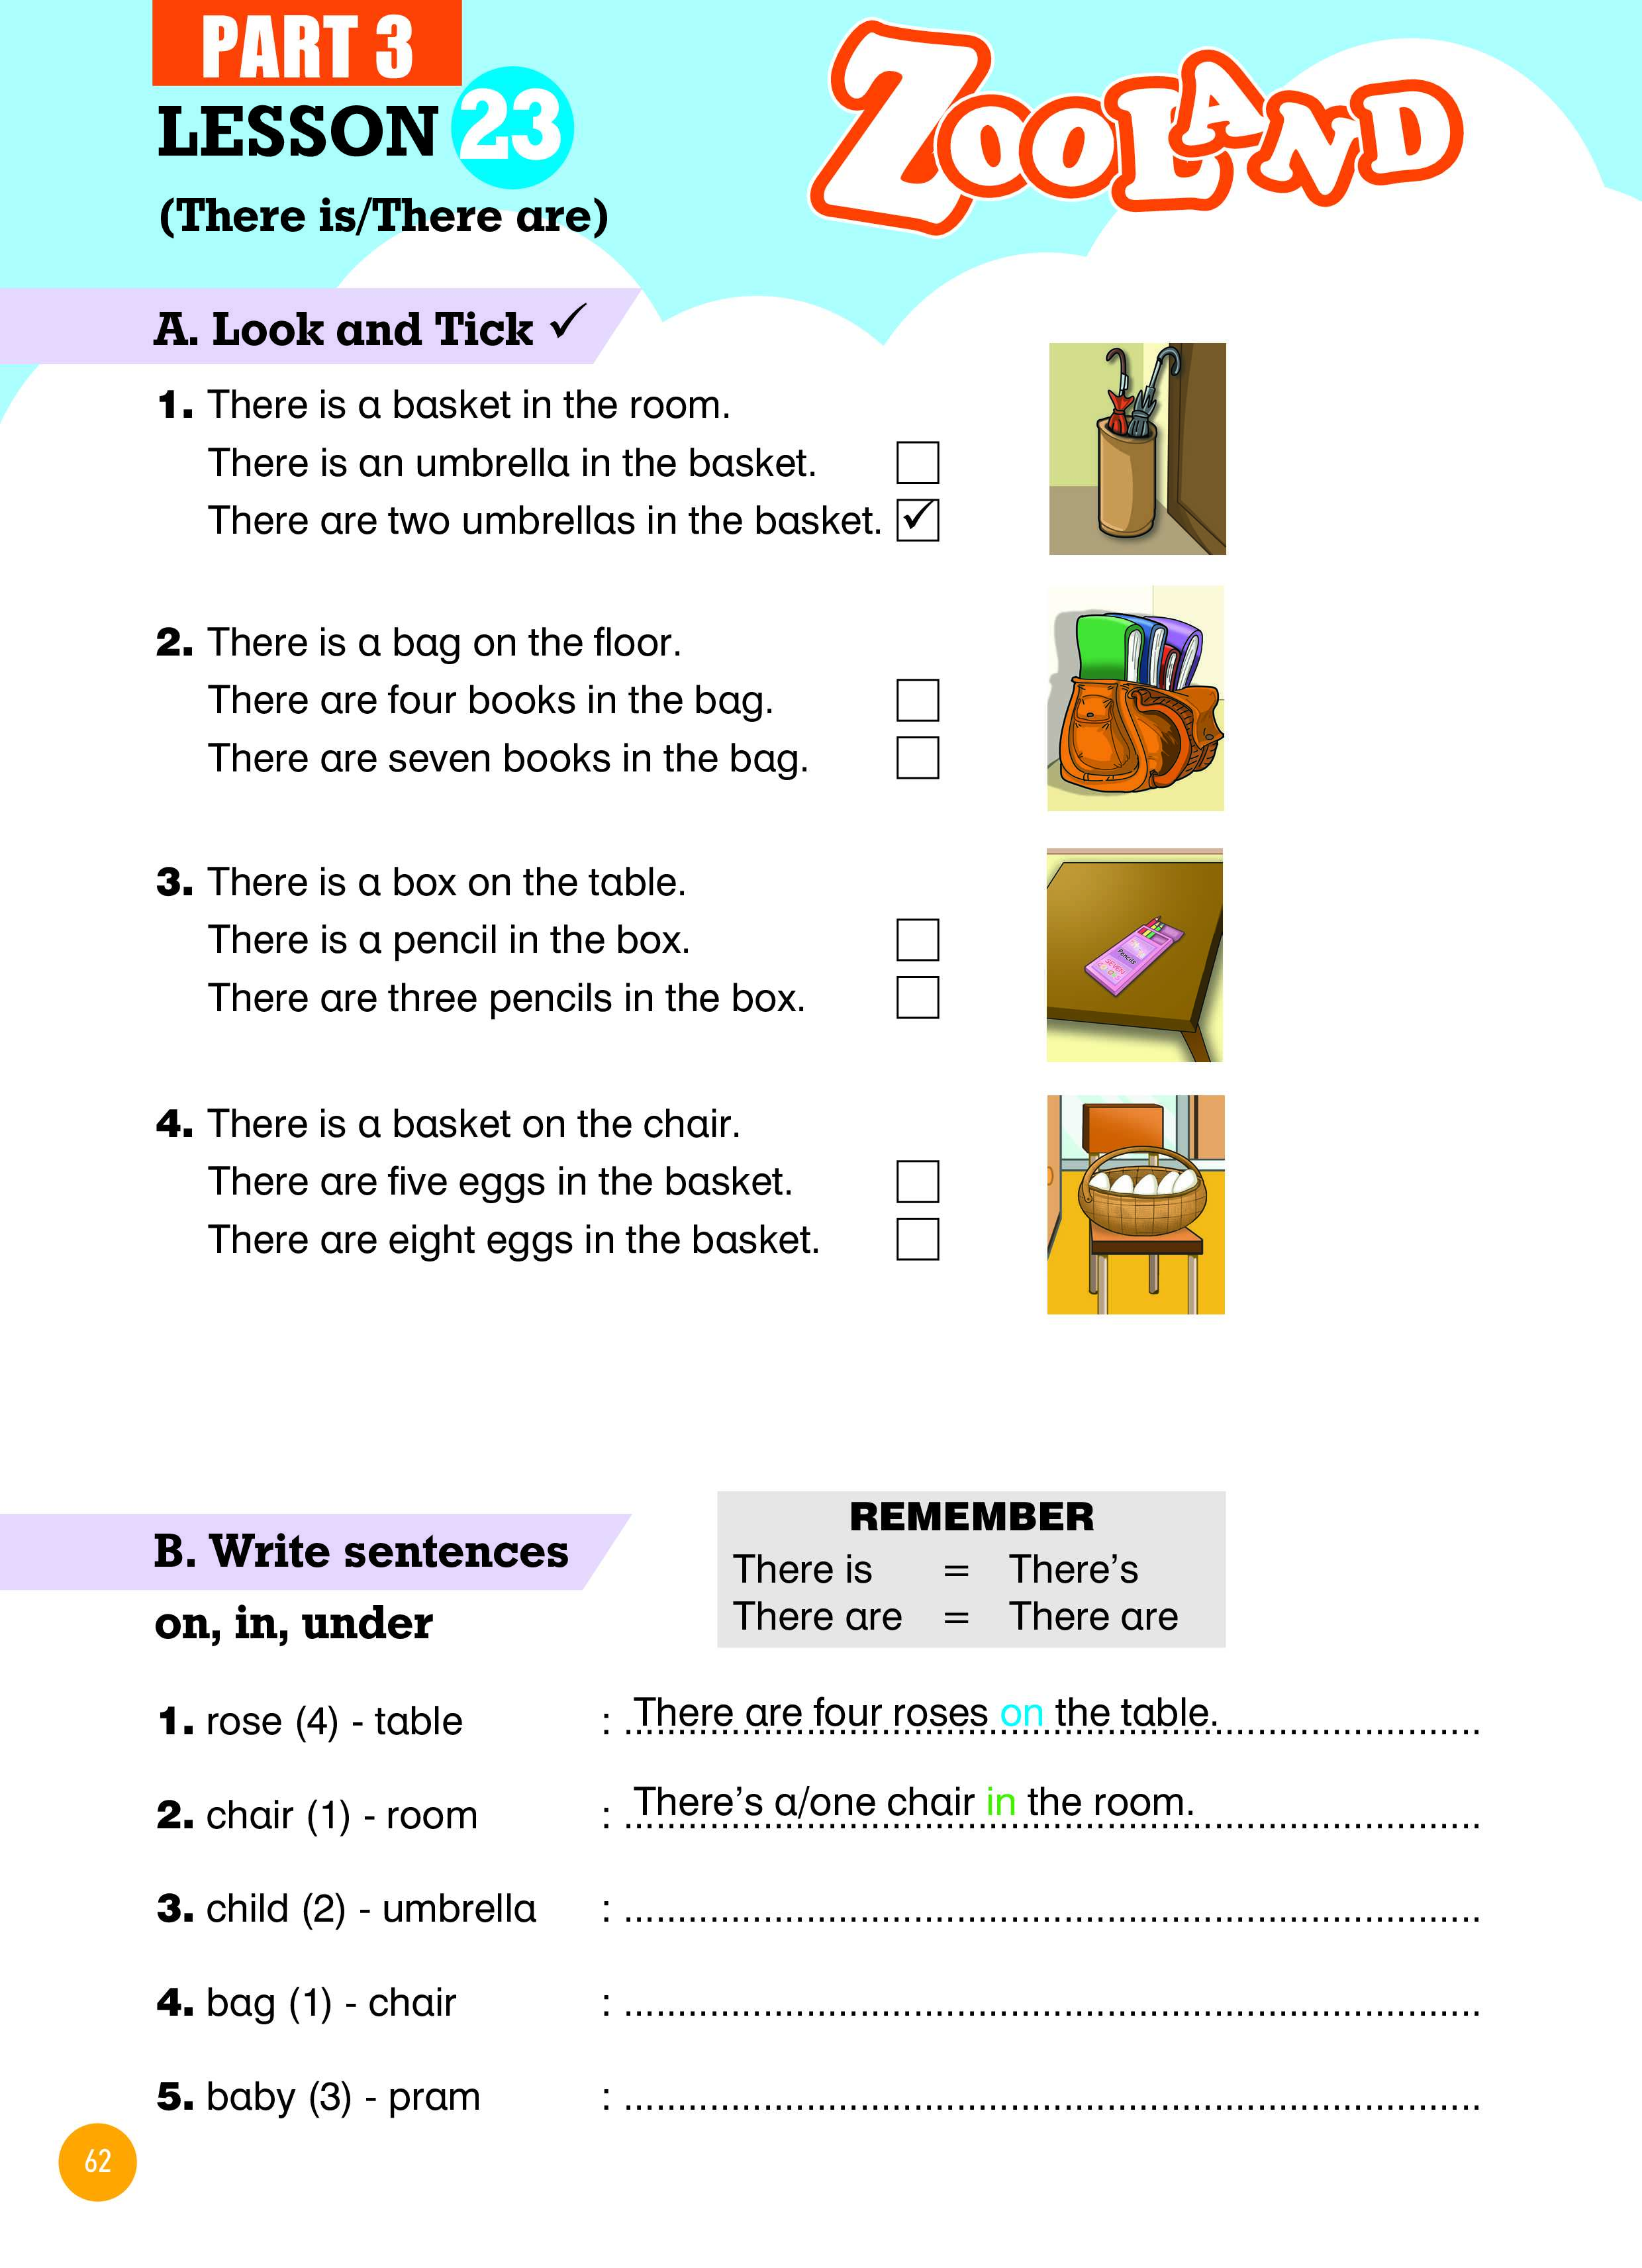 PART 3
LESSON 23
ZOOLAND
(There is/There are)
A. Look and Tick ✓
1. There is a basket in the room.
There is an umbrella in the basket.
There are two umbrellas in the basket. ✓
2. There is a bag on the floor.
There are four books in the bag.
There are seven books in the bag.
3. There is a box on the table.
There is a pencil in the box.
There are three pencils in the box.
Pencils
SEVEN
4. There is a basket on the chair.
There are five eggs in the basket.
There are eight eggs in the basket.
REMEMBER
There is = There's
There are = There are
B. Write sentences
on, in, under
1. rose (4) - table : There are four roses on the table.
2. chair (1) - room : There's a/one chair in the room.
3. child (2) - umbrella : ........................................
4. bag (1) - chair : ........................................
5. baby (3) - pram : ........................................
62